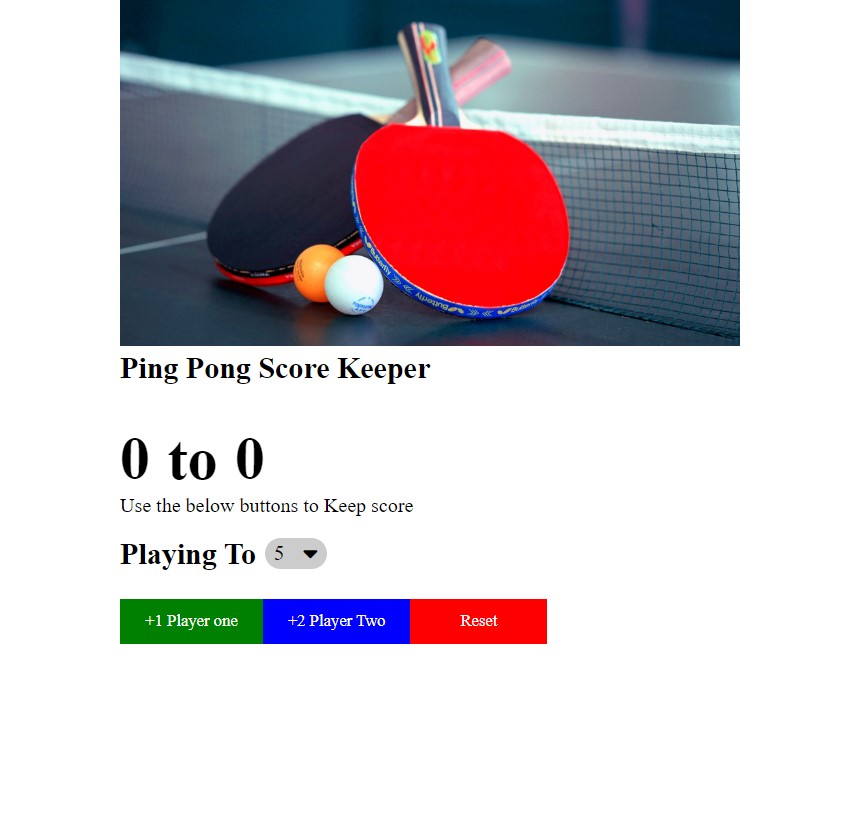 Butterfly
Ping Pong Score Keeper
0 to 0
Use the below buttons to Keep score
Playing To 5
+1 Player one +2 Player Two Reset